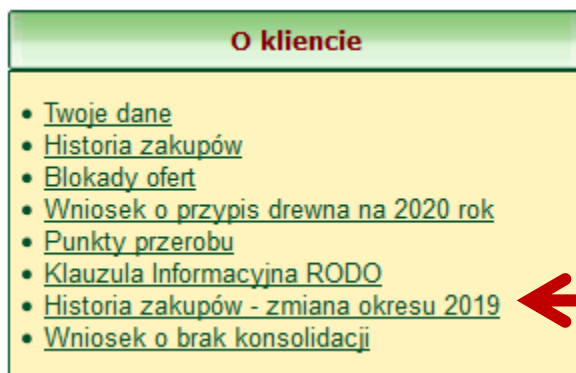 O kliencie
Twoje dane
Historia zakupów
Blokady ofert
Wniosek o przypis drewna na 2020 rok
Punkty przerobu
Klauzula Informacyjna RODO
Historia zakupów - zmiana okresu 2019
Wniosek o brak konsolidacji